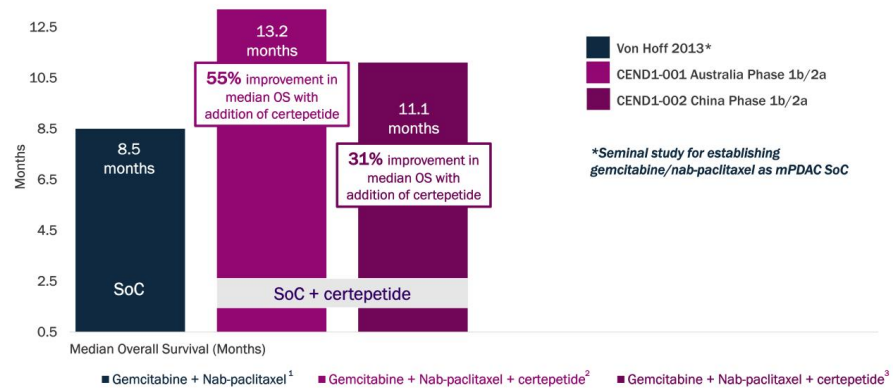 12.5
10.5
8.5
6.5
4.5
2.5
0.5
Months
8.5
months
SoC
13.2
months
55% improvement in
median OS with
addition of certepetide
11.1
months
31% improvement in
median OS with
addition of certepetide
SoC + certepetide
Von Hoff 2013*
CEND1-001 Australia Phase 1b/2a
CEND1-002 China Phase 1b/2a
*Seminal study for establishing
gemcitabine/nab-paclitaxel as mPDAC SoC
Median Overall Survival (Months)
Gemcitabine + Nab-paclitaxel¹
Gemcitabine + Nab-paclitaxel + certepetide²
Gemcitabine + Nab-paclitaxel + certepetide³